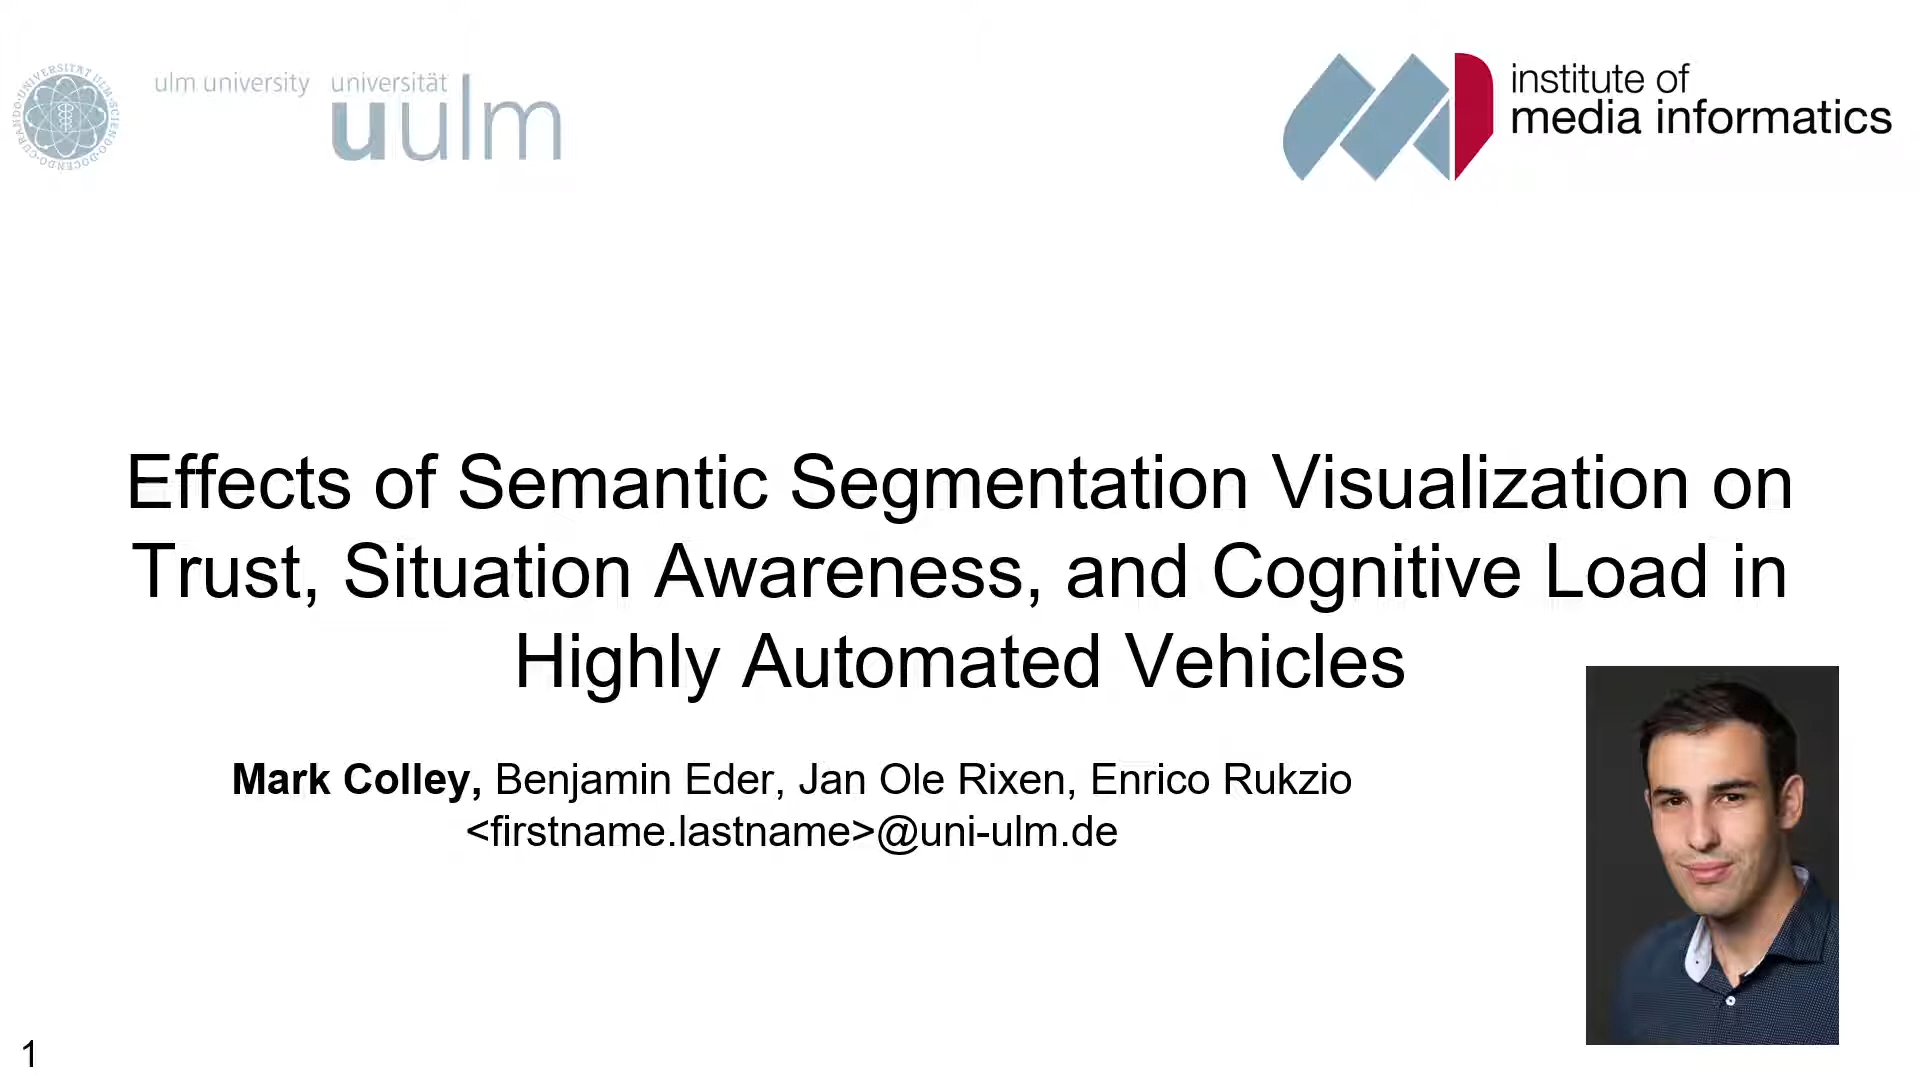 ulm university universität
uulm
institute of
media informatics
Effects of Semantic Segmentation Visualization on
Trust, Situation Awareness, and Cognitive Load in
Highly Automated Vehicles
Mark Colley, Benjamin Eder, Jan Ole Rixen, Enrico Rukzio
<firstname.lastname>@uni-ulm.de
1